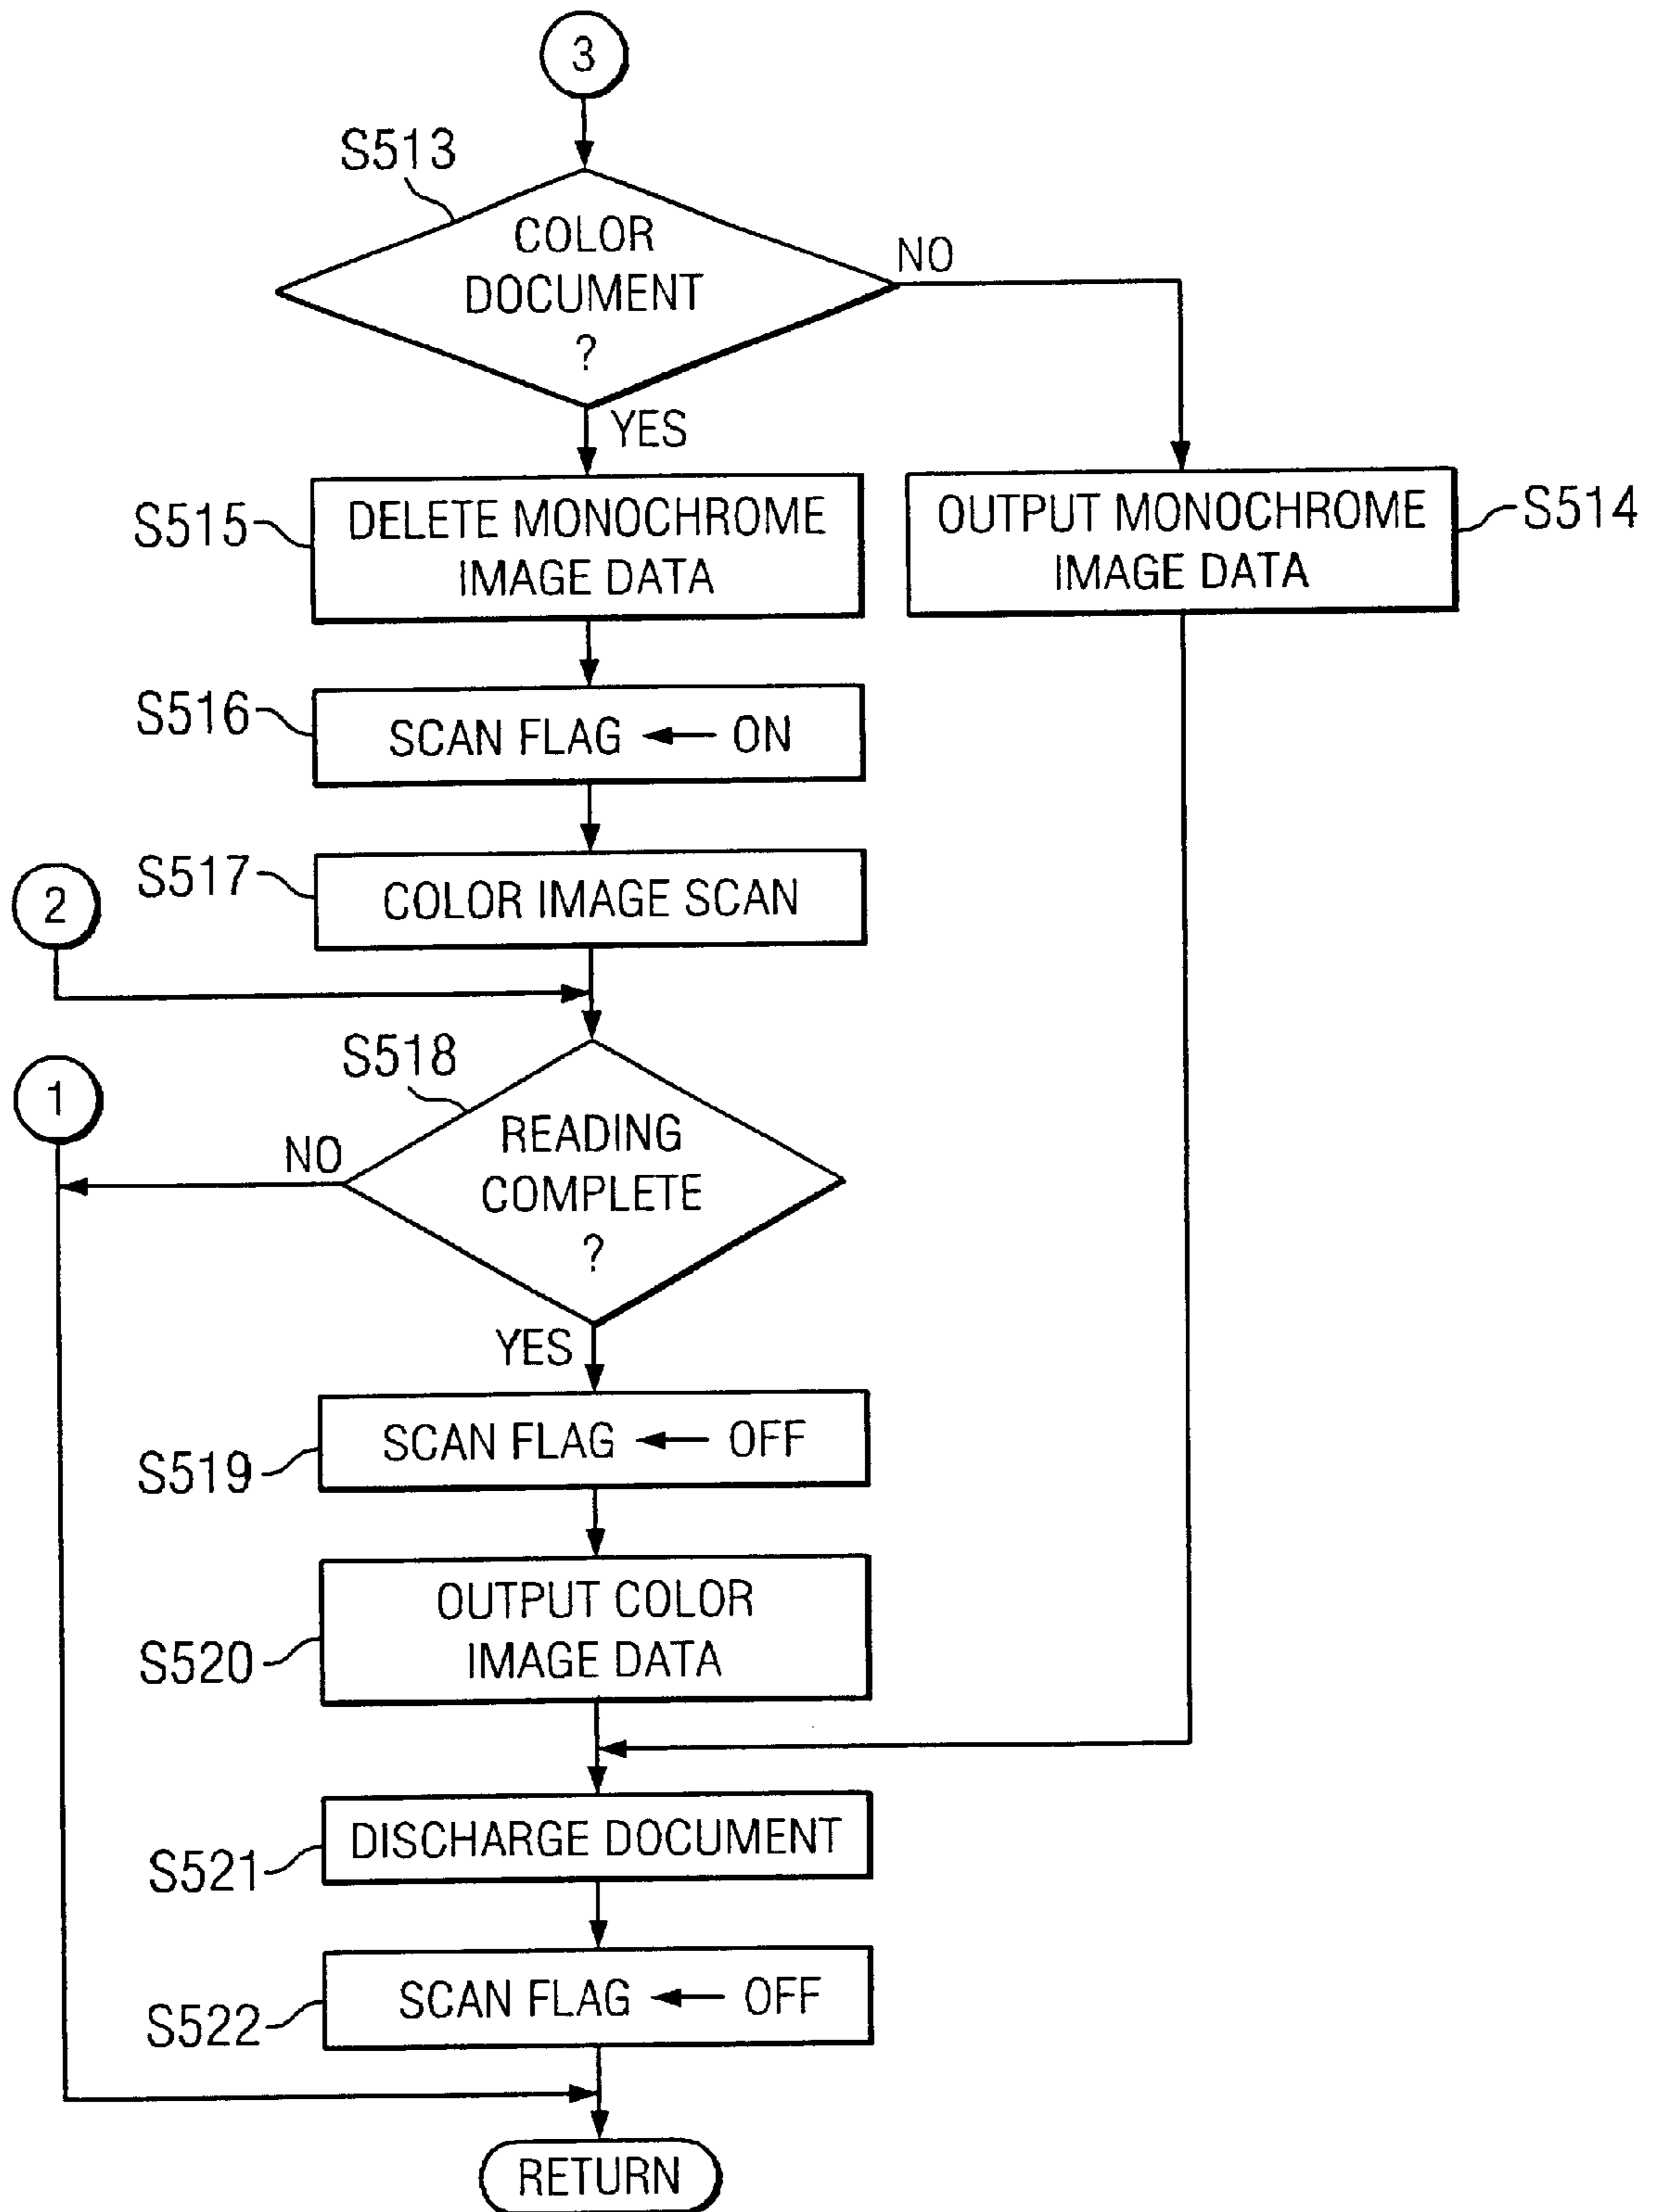 3
S513
COLOR
DOCUMENT
?
NO
YES
S515
DELETE MONOCHROME
IMAGE DATA
OUTPUT MONOCHROME
IMAGE DATA
S514
S516
SCAN FLAG ← ON
S517
COLOR IMAGE SCAN
2
S518
1
READING
COMPLETE
?
NO
YES
S519
SCAN FLAG ← OFF
S520
OUTPUT COLOR
IMAGE DATA
S521
DISCHARGE DOCUMENT
S522
SCAN FLAG ← OFF
RETURN